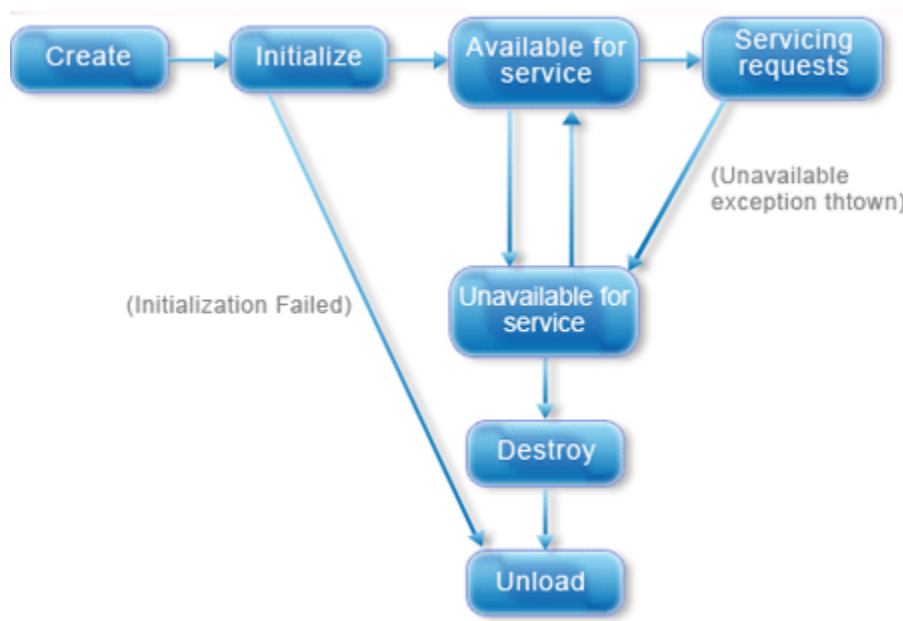 Create
Initialize
Available for
service
Servicing
requests
(Unavailable
exception thtown)
(Initialization Failed)
Unavailable for
service
Destroy
Unload